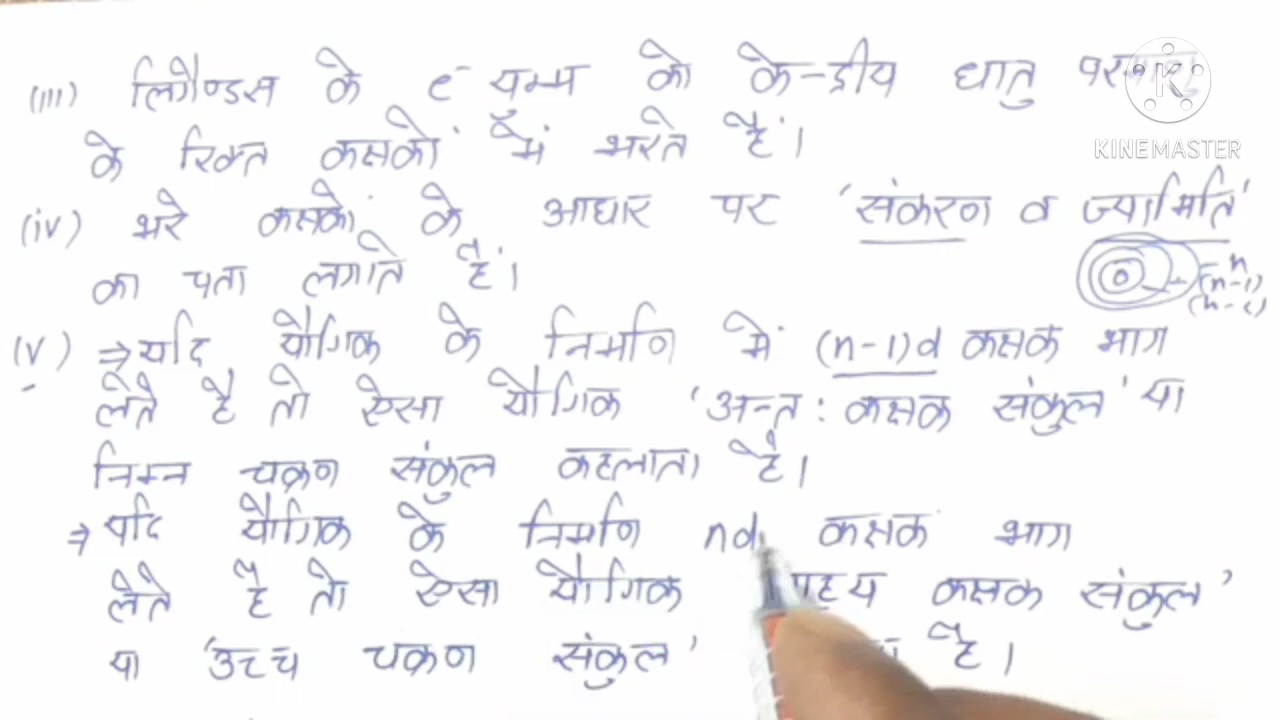 (iii) लिगैण्डस के e⁻ युग्म को केन्द्रीय धातु
के रिक्त कक्षकों में भरते हैं।
(iv) भरे कक्षकों के आधार पर 'संकरण व ज्यामिति'
का पता लगाते हैं।
n
(n-1)
(v) ⇒ यदि यौगिक के निर्माण में (n-1)d कक्षक भाग
लेते है तो ऐसा यौगिक 'अन्त: कक्षक संकुल' या
निम्न चक्रण संकुल कहलाता है।
⇒ यदि यौगिक के निर्माण nd कक्षक भाग
लेते है तो ऐसा यौगिक कक्षक संकुल'
या 'उच्च चक्रण संकुल' है।
KINEMASTER